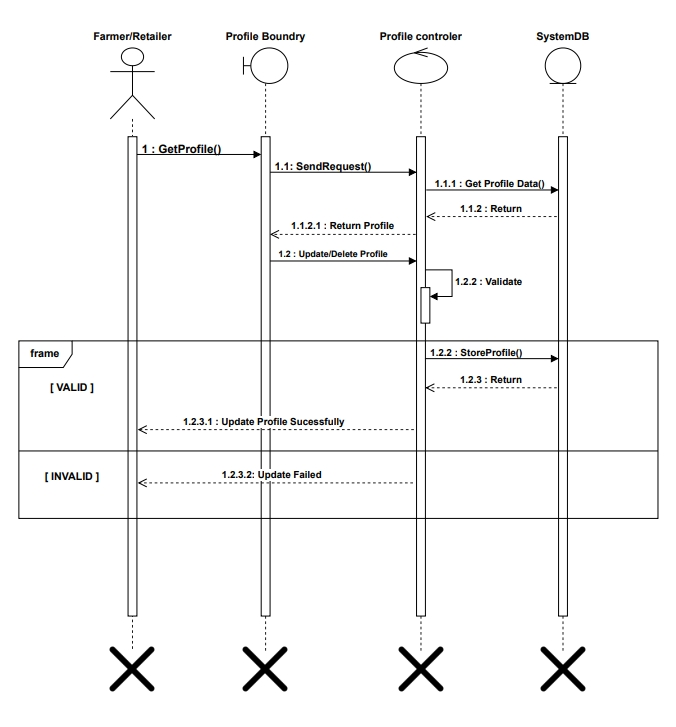 Farmer/Retailer
Profile Boundry
Profile controler
SystemDB
1 : GetProfile()
1.1: SendRequest()
1.1.1 : Get Profile Data()
1.1.2 : Return
1.1.2.1 : Return Profile
1.2 : Update/Delete Profile
1.2.2 : Validate
frame
1.2.2 : StoreProfile()
[ VALID ]
1.2.3 : Return
1.2.3.1 : Update Profile Sucessfully
[ INVALID ]
1.2.3.2: Update Failed